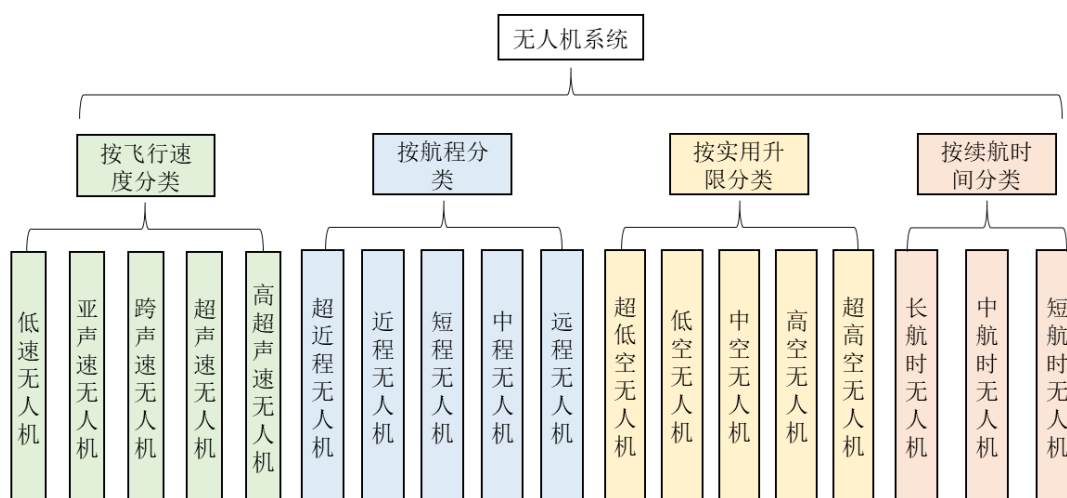 无人机系统
按飞行速
度分类
按航程分
类
按实用升
限分类
按续航时
间分类
低速无人机
亚声速无人机
跨声速无人机
超声速无人机
高超声速无人机
超近程无人机
近程无人机
短程无人机
中程无人机
远程无人机
超低空无人机
低空无人机
中空无人机
高空无人机
超高空无人机
长航时无人机
中航时无人机
短航时无人机